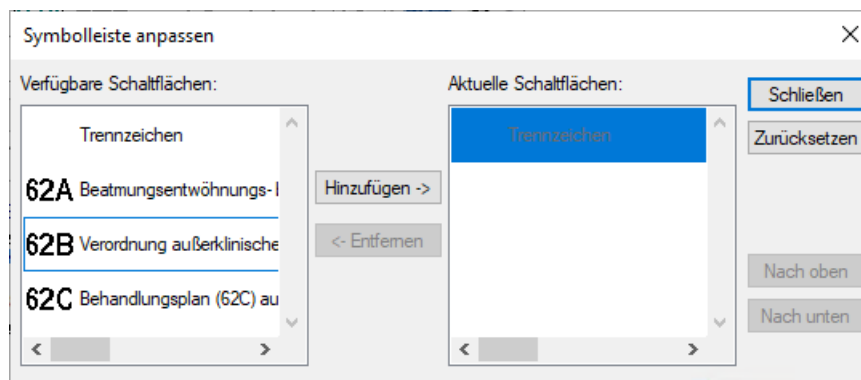 Symbolleiste anpassen
Verfügbare Schaltflächen:
Aktuelle Schaltflächen:
Trennzeichen
62A Beatmungsentwöhnungs-
62B Verordnung außerklinische
62C Behandlungsplan (62C) au
Hinzufügen ->
<- Entfernen
Trennzeichen
Schließen
Zurücksetzen
Nach oben
Nach unten